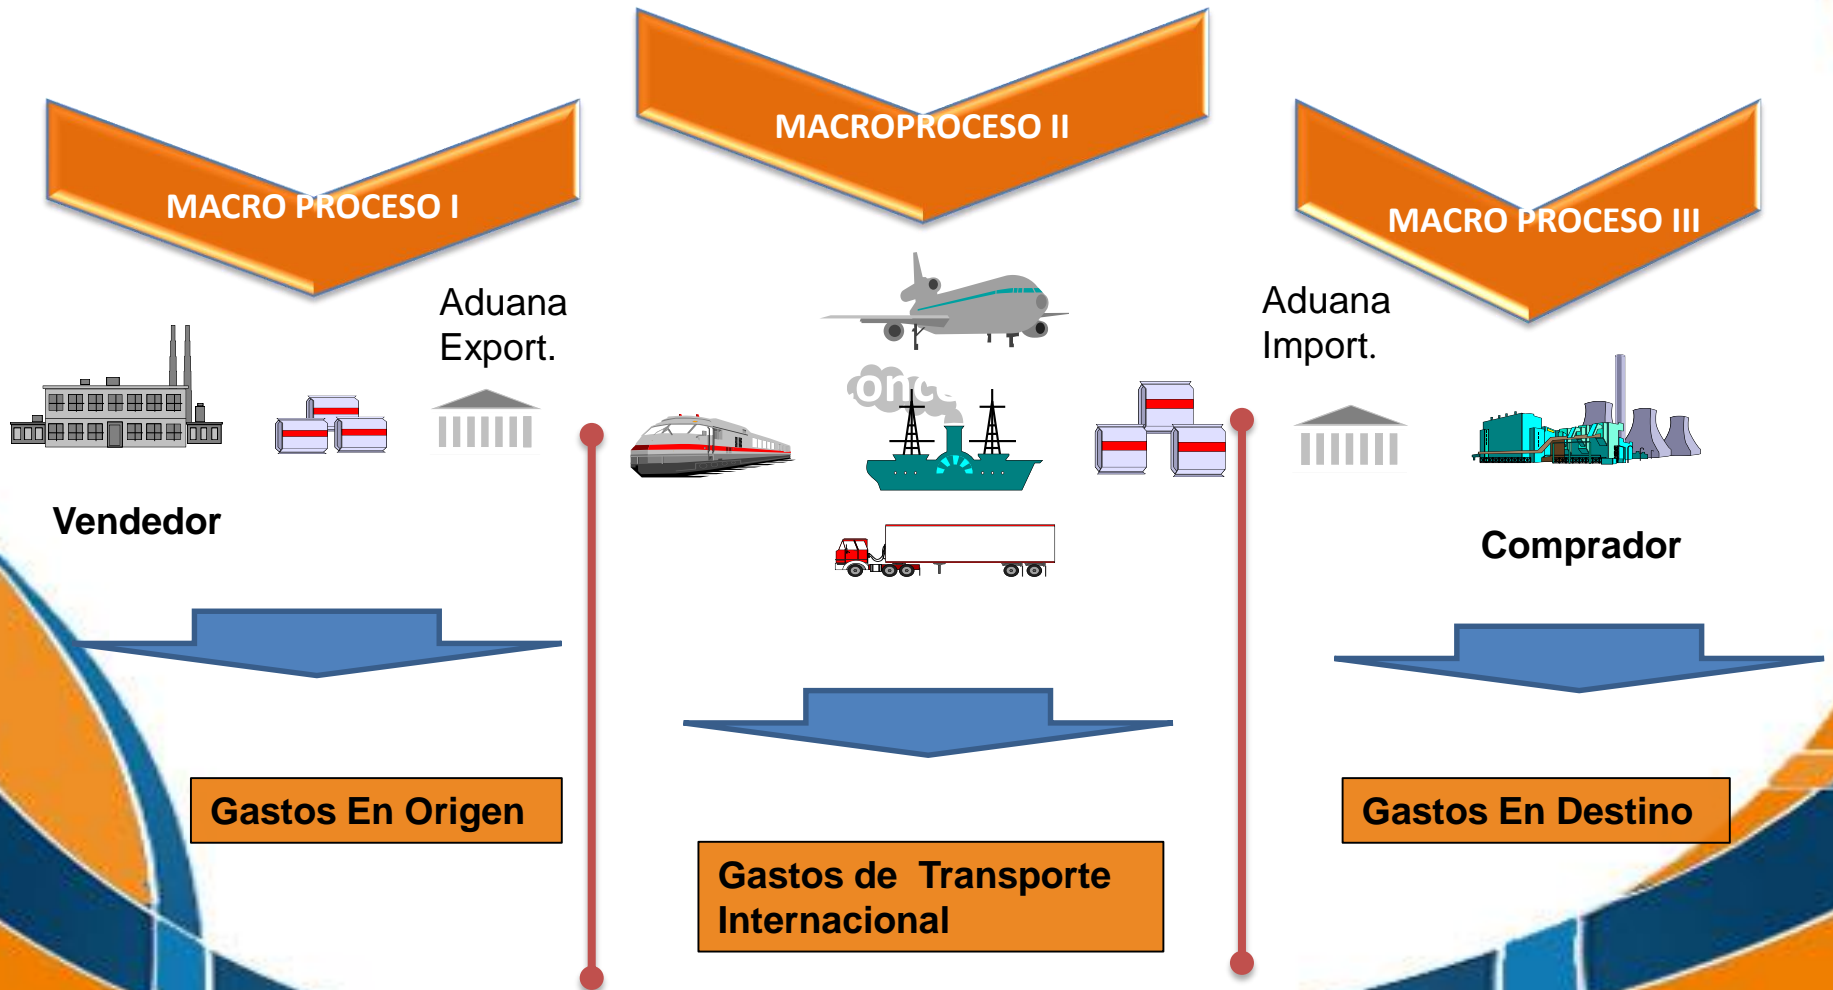 MACROPROCESO II
MACRO PROCESO I
MACRO PROCESO III
Aduana
Export.
Aduana
Import.
Vendedor
Comprador
Gastos En Origen
Gastos En Destino
Gastos de  Transporte
Internacional